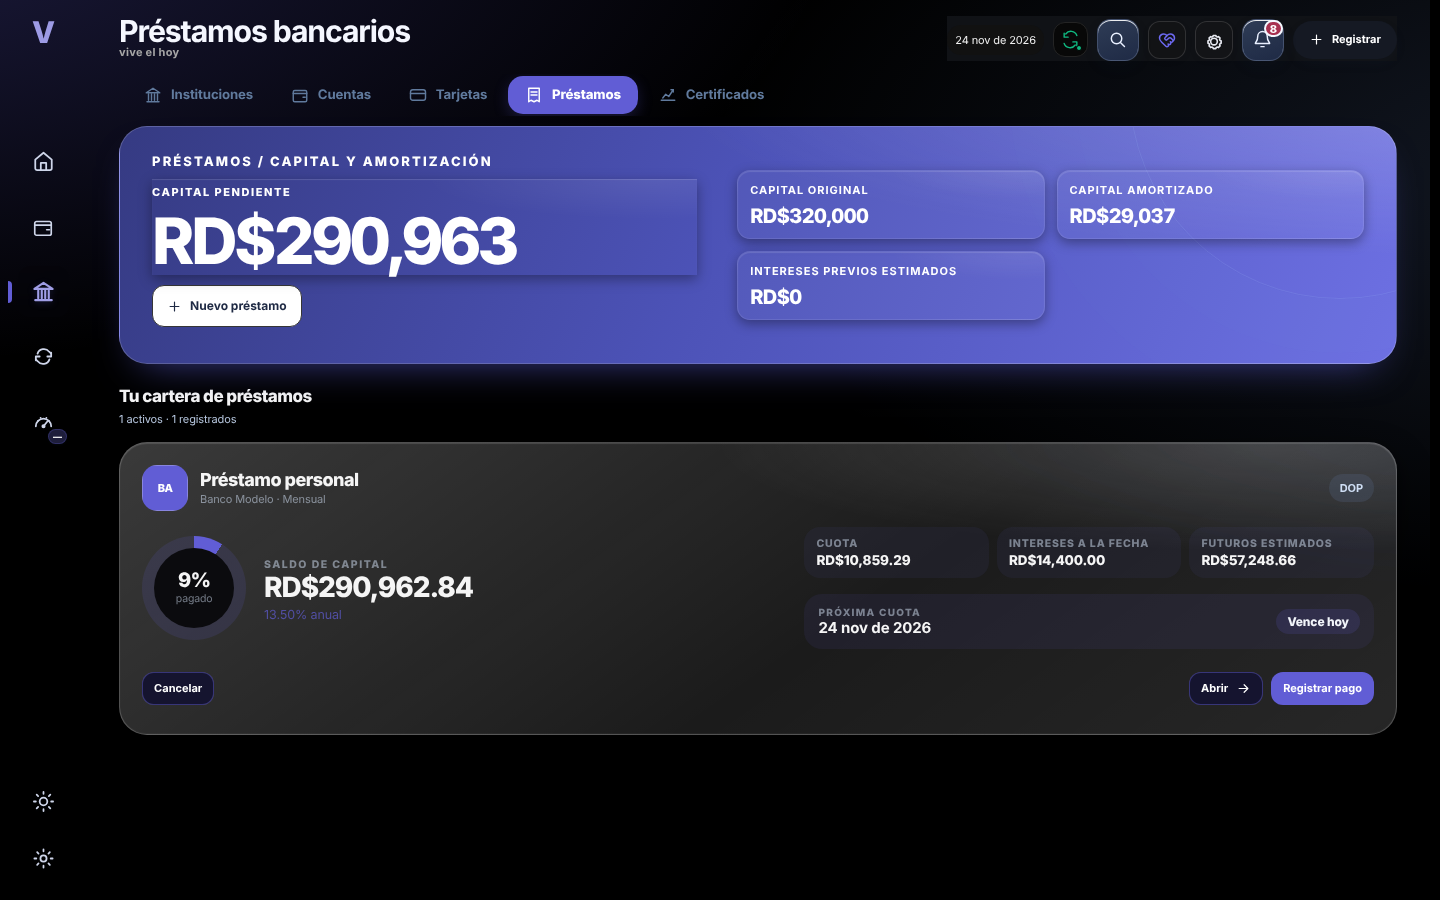 V
Préstamos bancarios
vive el hoy
24 nov de 2026
8
Registrar
Instituciones
Cuentas
Tarjetas
Préstamos
Certificados
PRÉSTAMOS / CAPITAL Y AMORTIZACIÓN
CAPITAL PENDIENTE
RD$290,963
Nuevo préstamo
CAPITAL ORIGINAL
RD$320,000
CAPITAL AMORTIZADO
RD$29,037
INTERESES PREVIOS ESTIMADOS
RD$0
Tu cartera de préstamos
1 activos · 1 registrados
BA
Préstamo personal
Banco Modelo · Mensual
DOP
9%
pagado
SALDO DE CAPITAL
RD$290,962.84
13.50% anual
CUOTA
RD$10,859.29
INTERESES A LA FECHA
RD$14,400.00
FUTUROS ESTIMADOS
RD$57,248.66
PRÓXIMA CUOTA
24 nov de 2026
Vence hoy
Cancelar
Abrir
Registrar pago